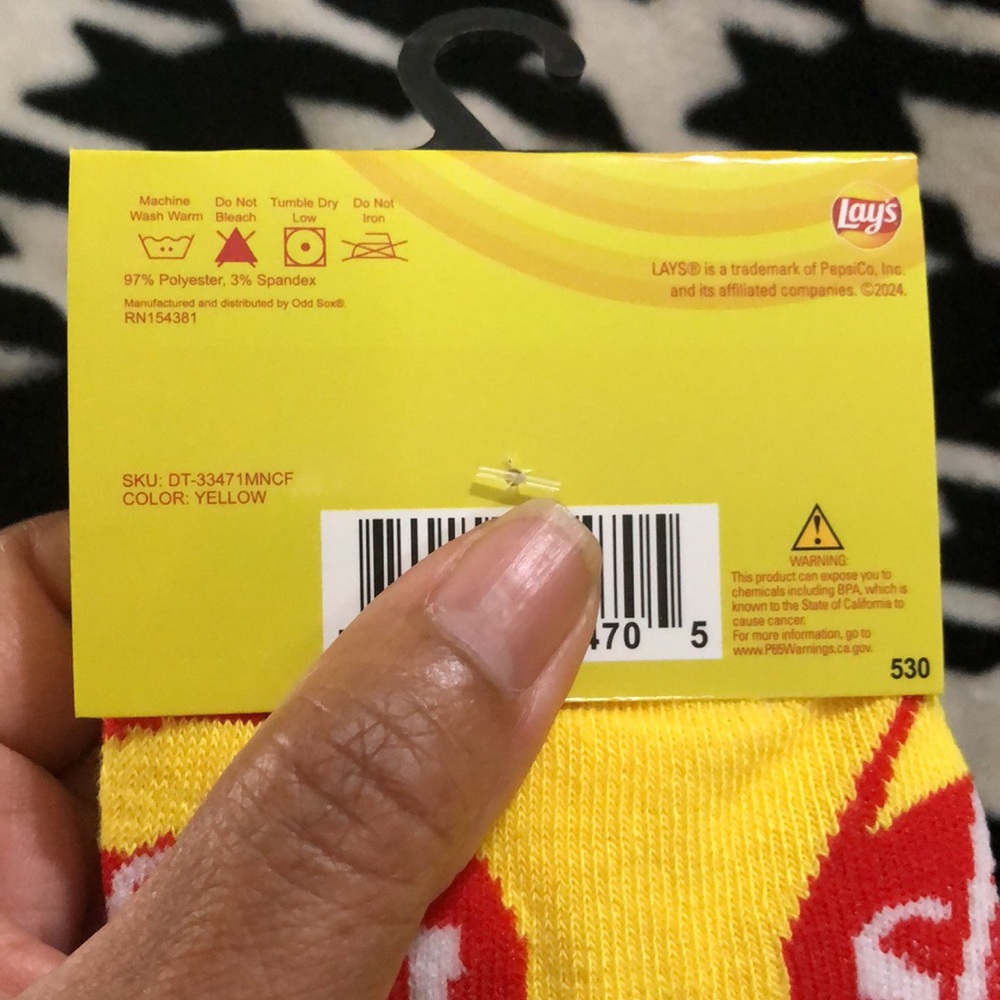 Machine
Wash Warm
Do Not
Bleach
Tumble Dry
Low
Do Not
Iron
97% Polyester, 3% Spandex
Manufactured and distributed by Odd Sox®.
RN154381
Lay's
LAYS® is a trademark of PepsiCo, Inc.
and its affiliated companies. ©2024.
SKU: DT-33471MNCF
COLOR: YELLOW
470 5
WARNING:
This product can expose you to
chemicals including BPA, which is
known to the State of California to
cause cancer.
For more information, go to
www.P65Warnings.ca.gov.
530